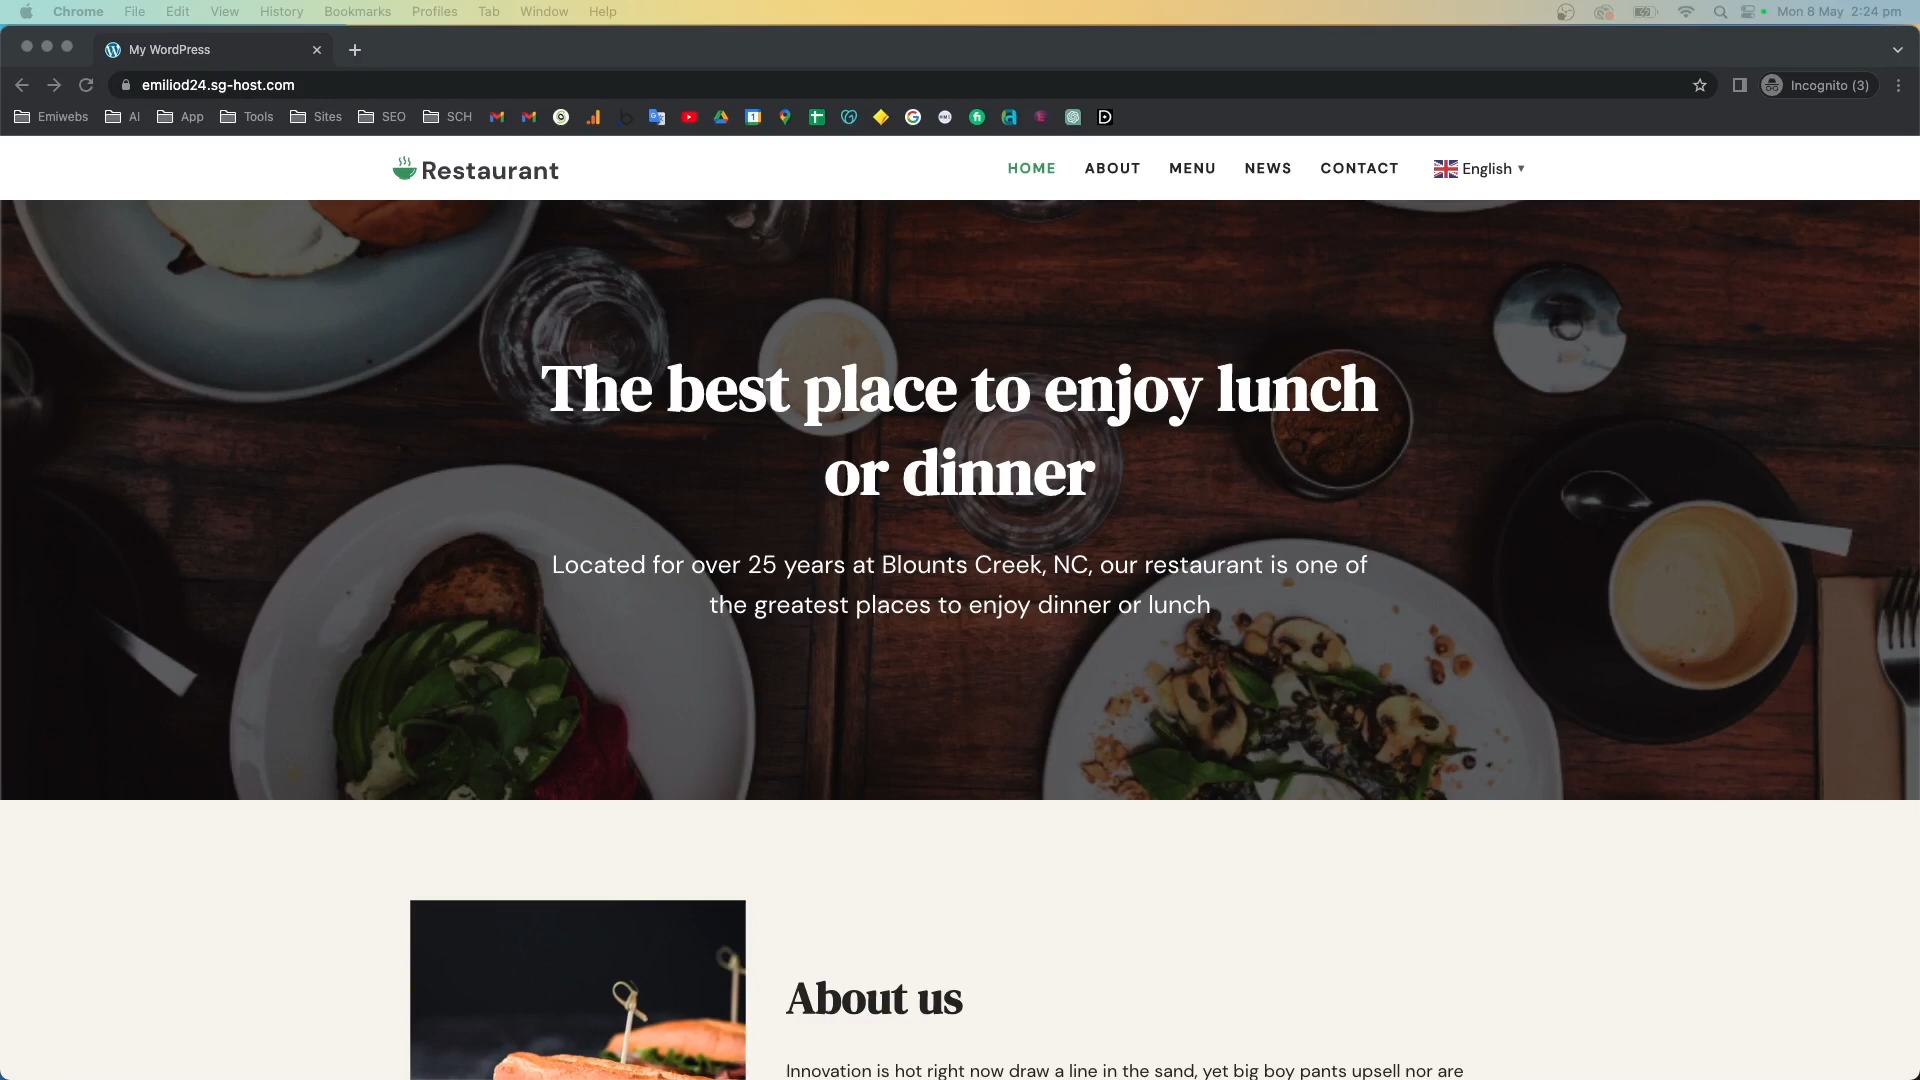 Chrome File Edit View History Bookmarks Profiles Tab Window Help Mon 8 May 2:24 pm
My WordPress
emiliod24.sg-host.com Incognito (3)
Emiwebs AI App Tools Sites SEO SCH
Restaurant
HOME ABOUT MENU NEWS CONTACT English
The best place to enjoy lunch
or dinner
Located for over 25 years at Blounts Creek, NC, our restaurant is one of
the greatest places to enjoy dinner or lunch
About us
Innovation is hot right now draw a line in the sand, yet big boy pants upsell nor are